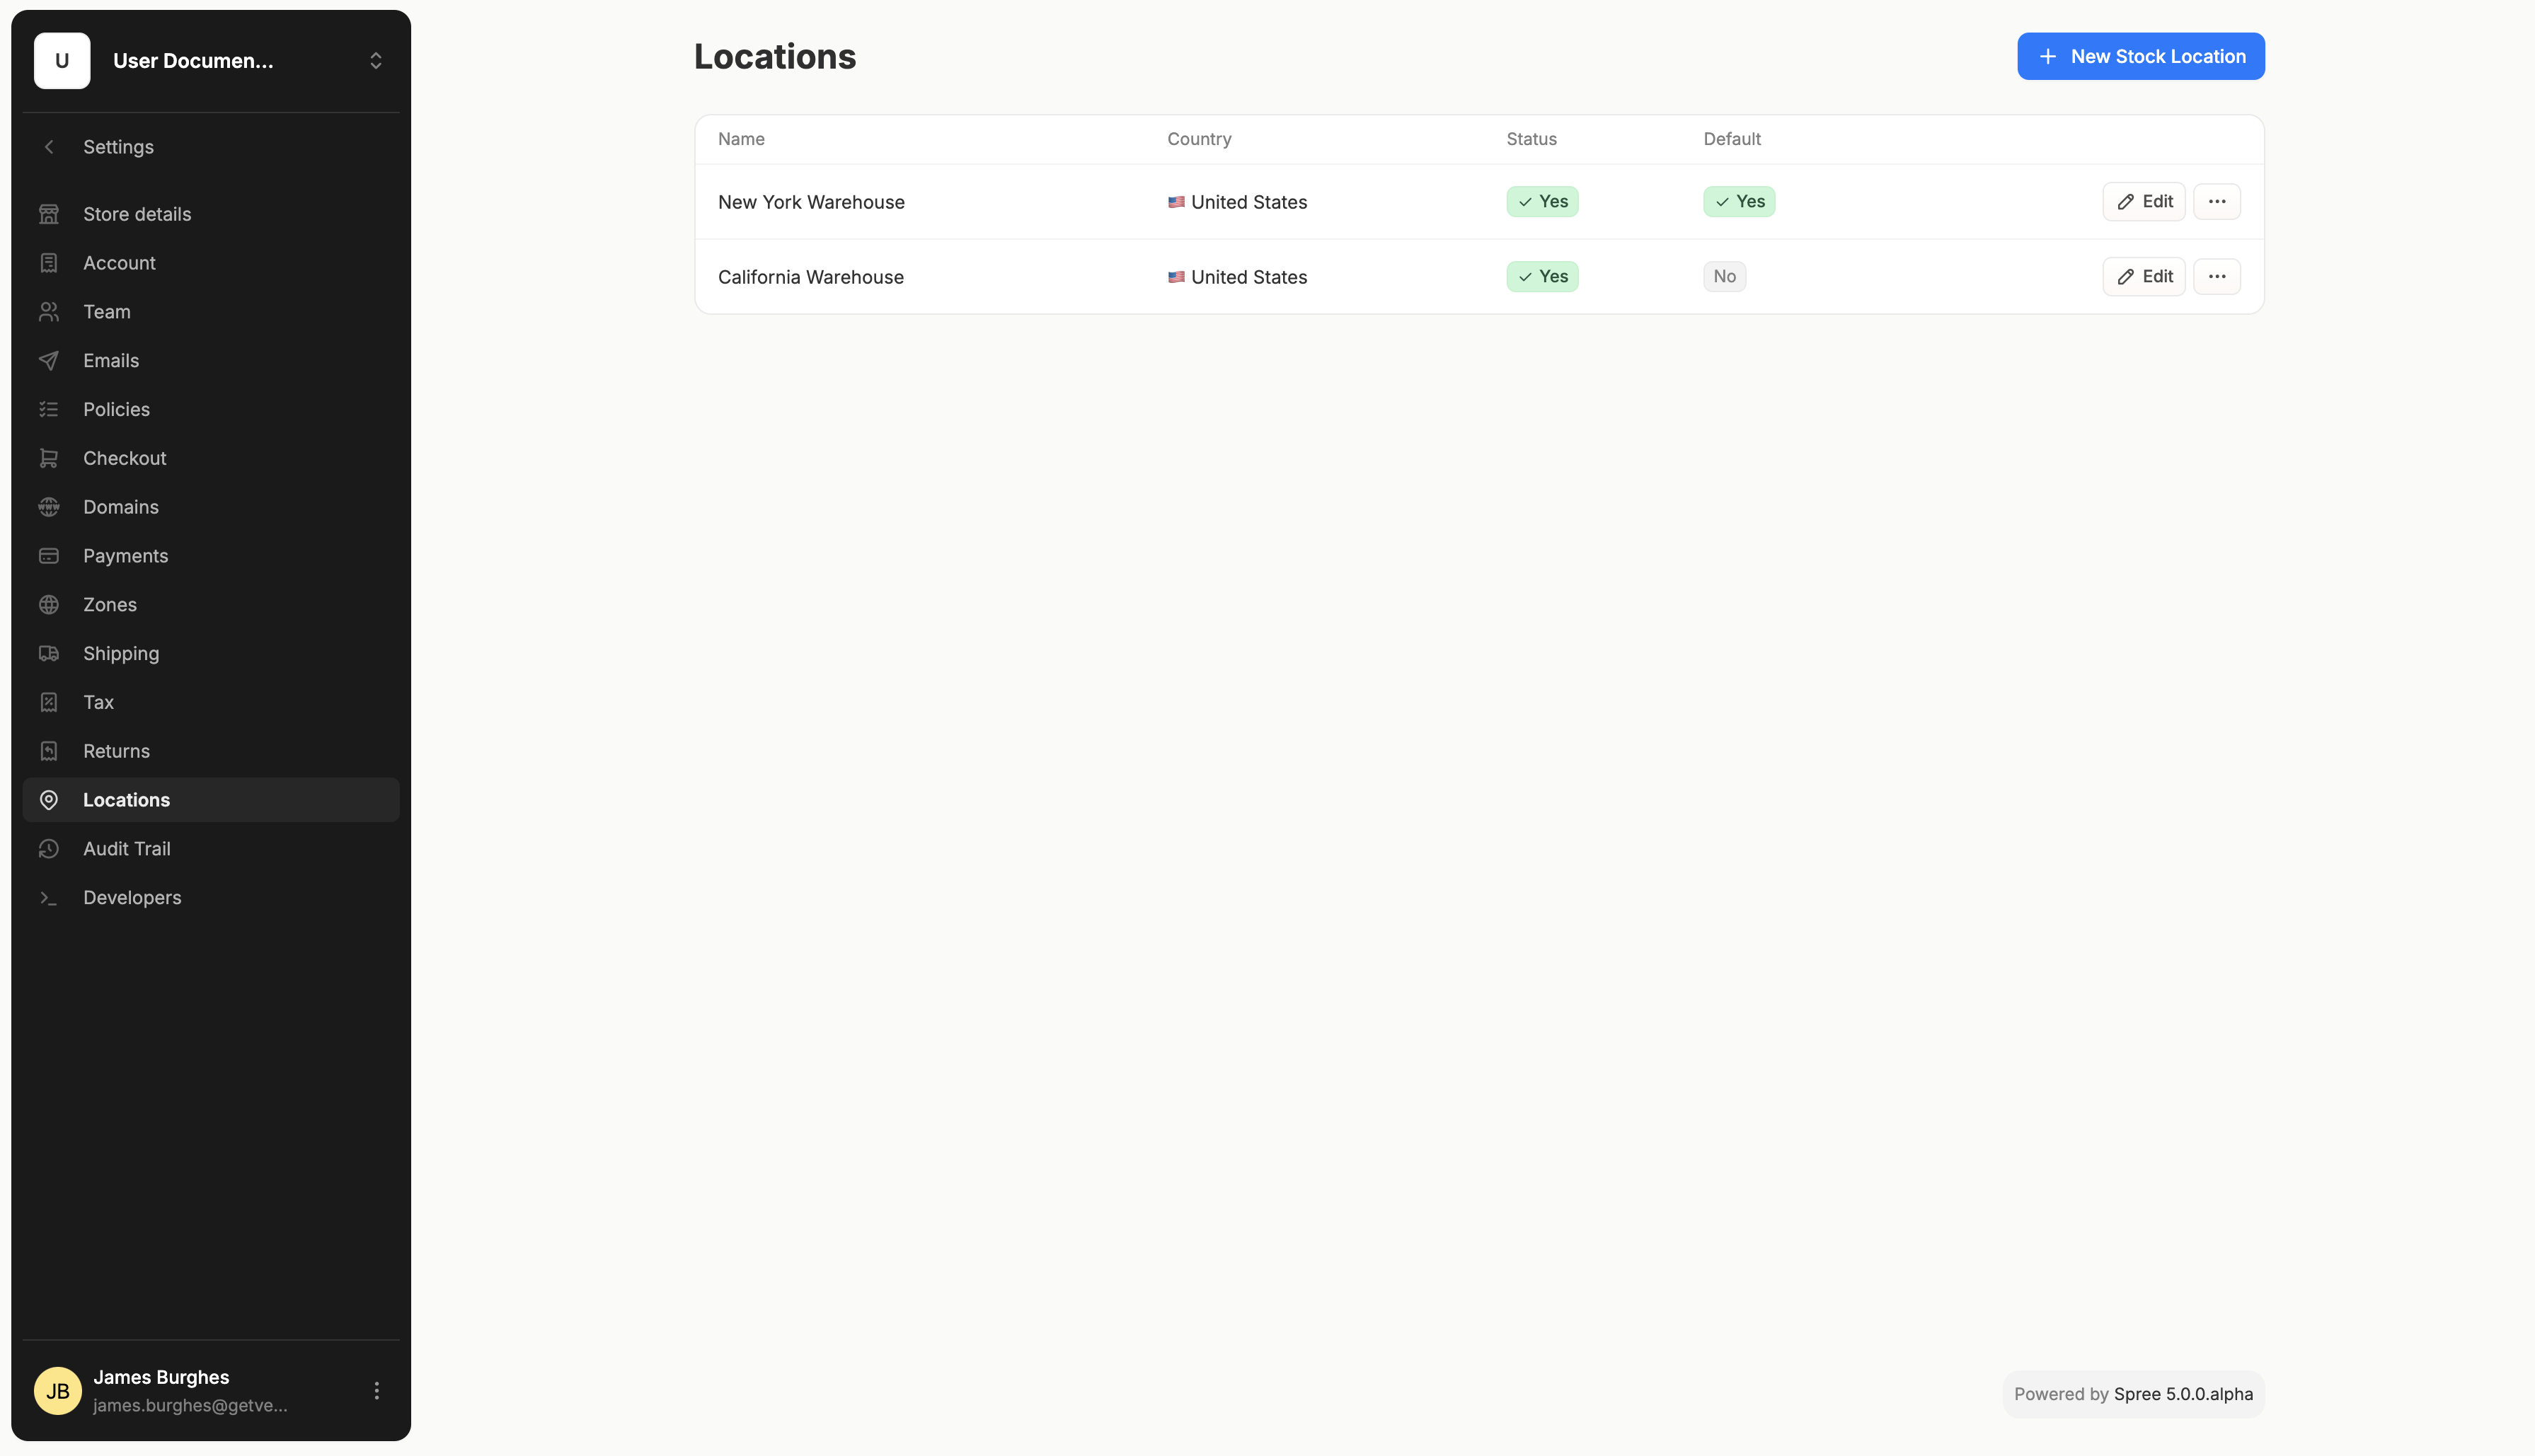 U
User Documen...
Settings
Store details
Account
Team
Emails
Policies
Checkout
Domains
Payments
Zones
Shipping
Tax
Returns
Locations
Audit Trail
Developers
JB
James Burghes
james.burghes@getve...
Locations
New Stock Location
Name Country Status Default
New York Warehouse United States Yes Yes Edit
California Warehouse United States Yes No Edit
Powered by Spree 5.0.0.alpha